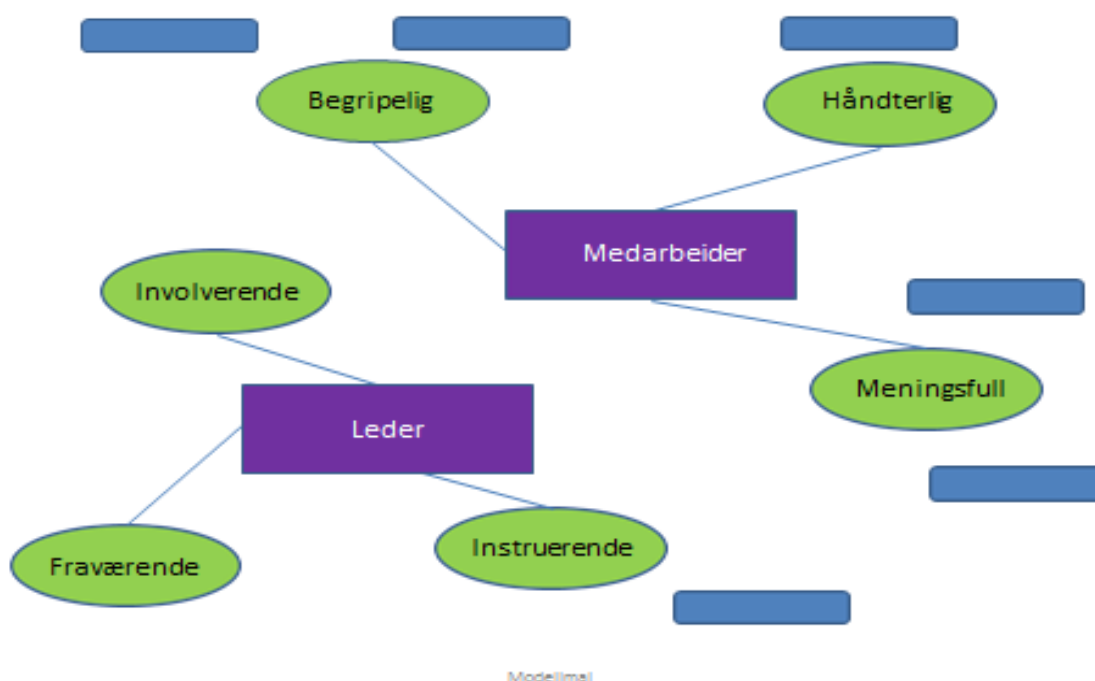 Begripelig
Håndterlig
Medarbeider
Involverende
Meningsfull
Leder
Instruerende
Fraværende
Modellmal